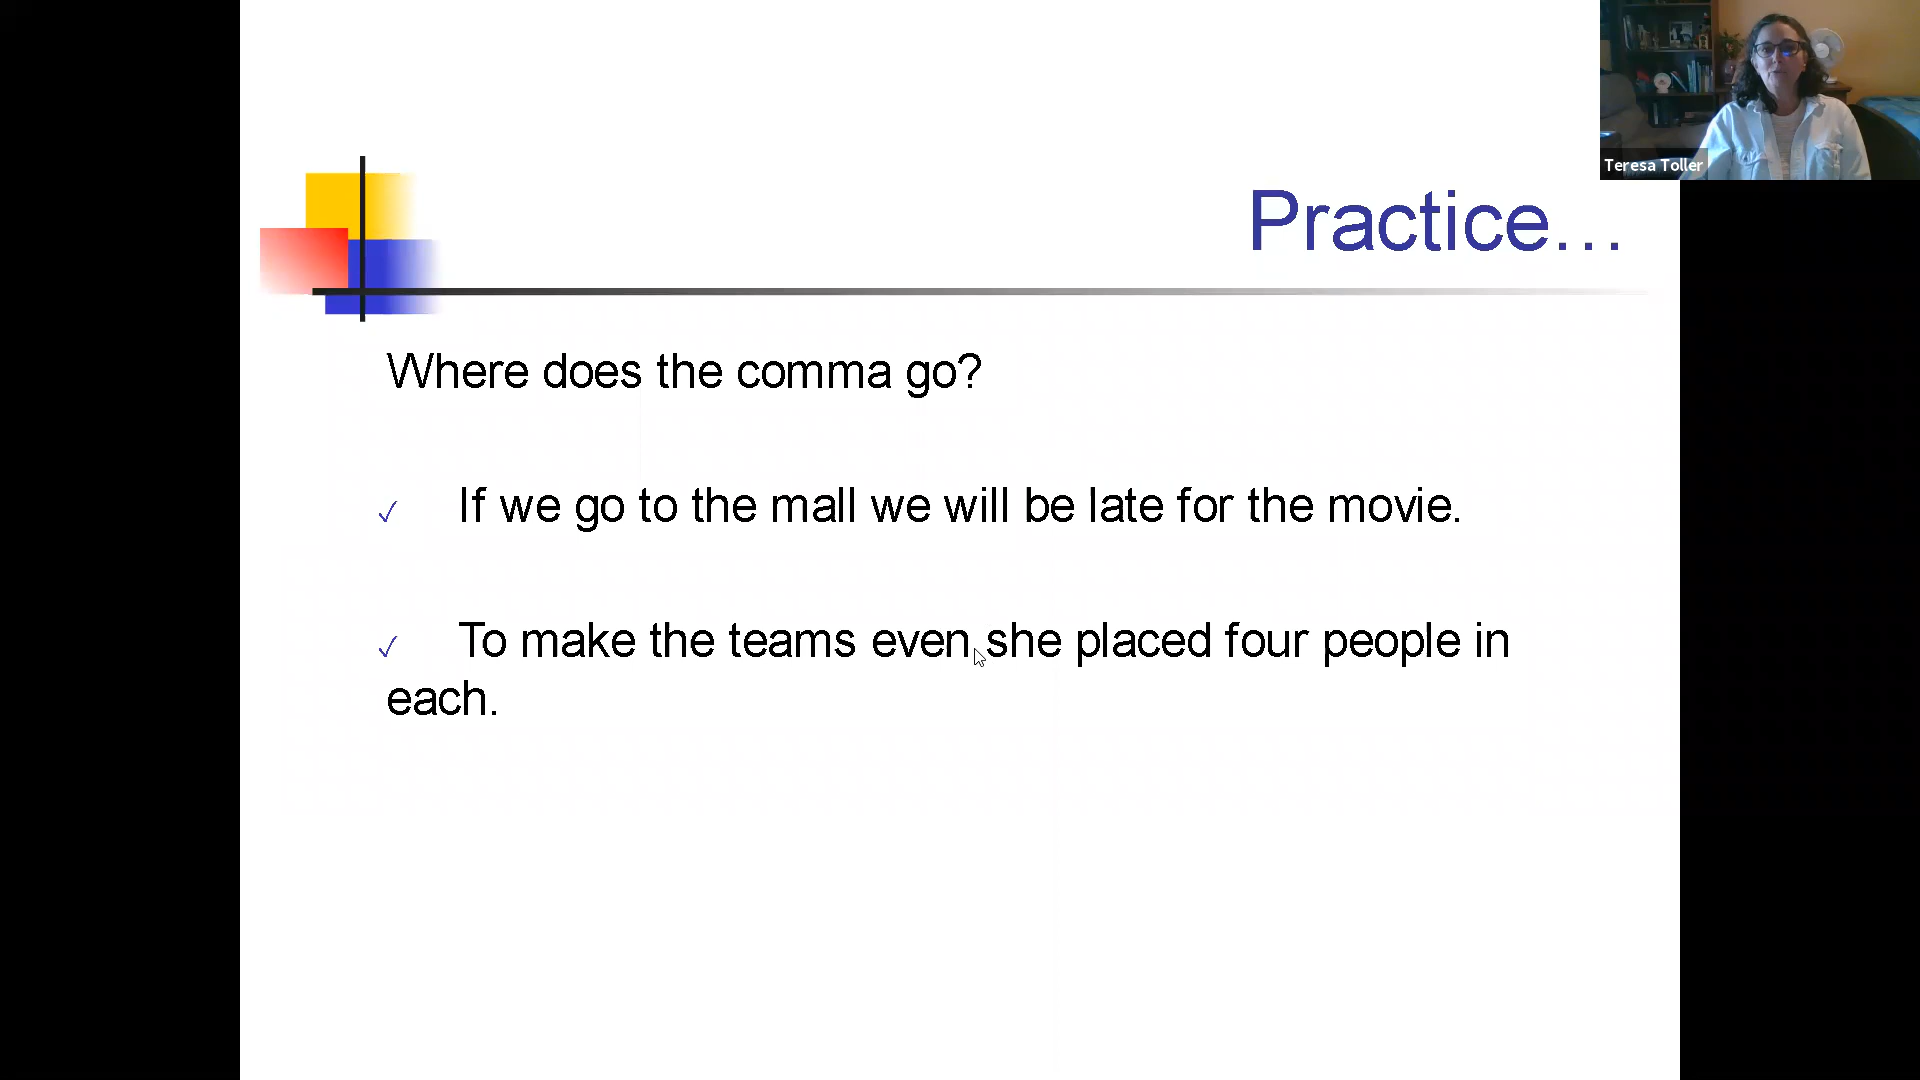 Teresa Toller
Practice…
Where does the comma go?
✓ If we go to the mall we will be late for the movie.
✓ To make the teams even she placed four people in
each.